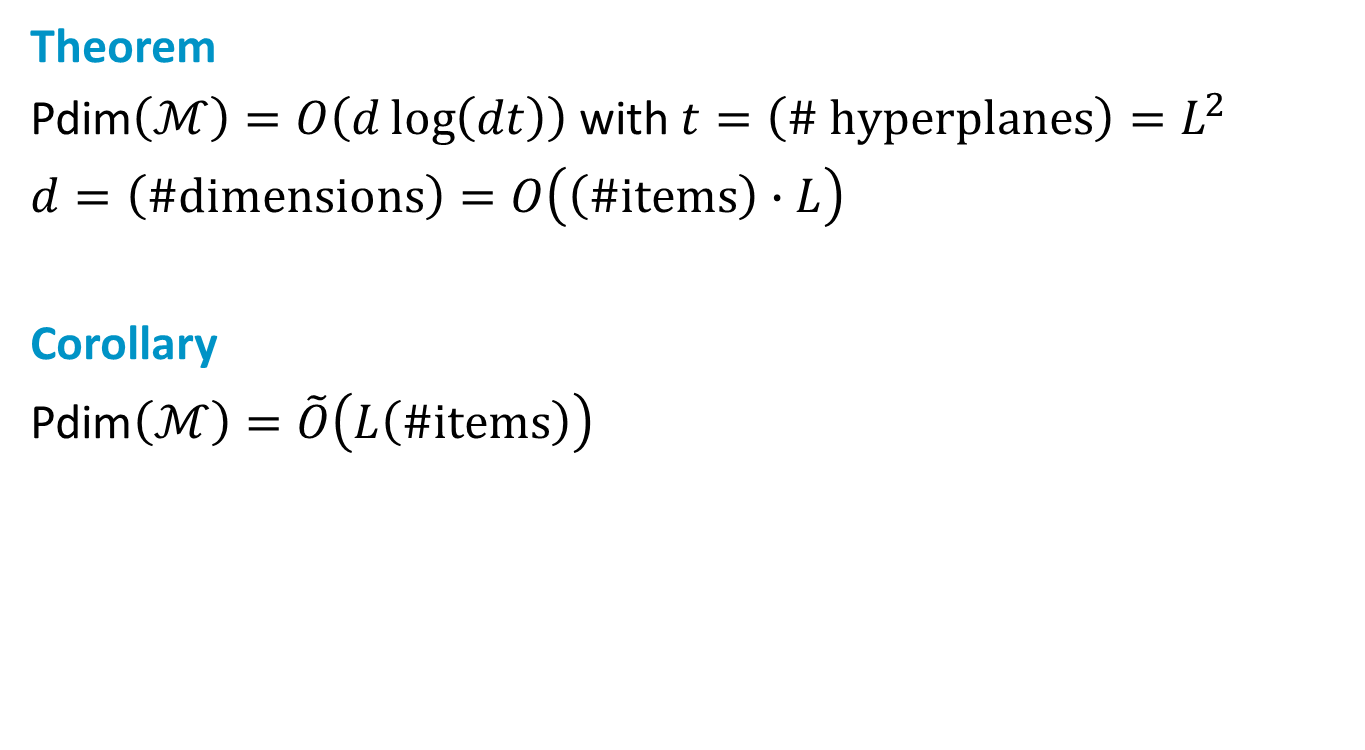 Theorem
Pdim(ℳ) = 𝑂(𝑑 log(𝑑𝑡)) with 𝑡 = (# hyperplanes) = 𝐿²
𝑑 = (#dimensions) = 𝑂((#items) ⋅ 𝐿)
Corollary
Pdim(ℳ) = Õ(𝐿(#items))